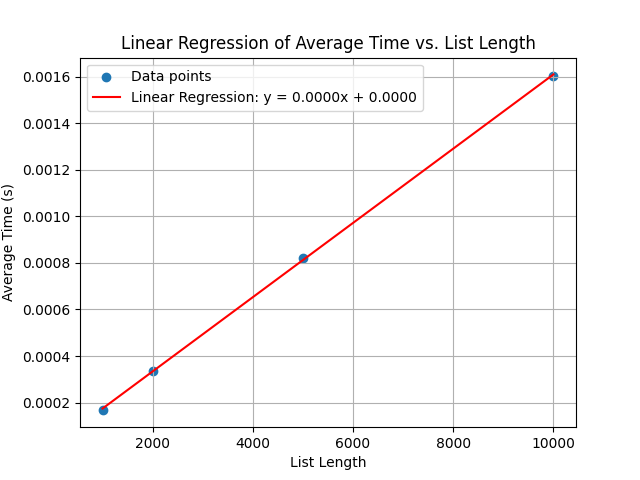 Linear Regression of Average Time vs. List Length
Data points
Linear Regression: y = 0.0000x + 0.0000
0.0016
0.0014
0.0012
0.0010
0.0008
0.0006
0.0004
0.0002
Average Time (s)
2000
4000
6000
8000
10000
List Length